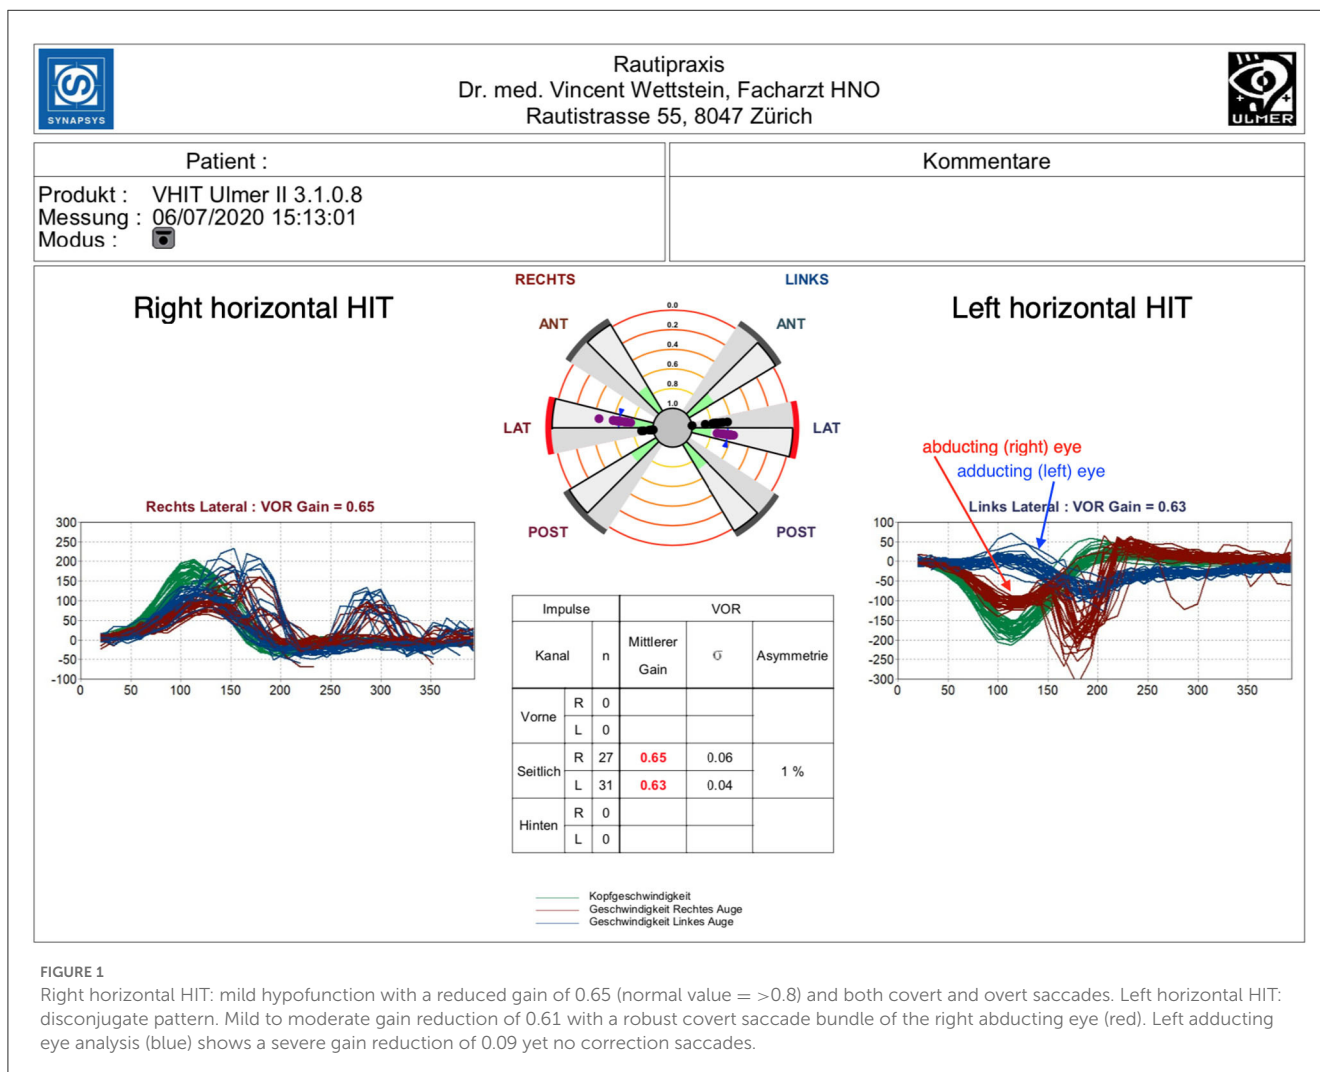 SYNAPSYS
Rautipraxis
Dr. med. Vincent Wettstein, Facharzt HNO
Rautistrasse 55, 8047 Zürich
ULMER
Patient :
Kommentare
Produkt : VHIT Ulmer II 3.1.0.8
Messung : 06/07/2020 15:13:01
Modus :
Right horizontal HIT
RECHTS
LINKS
Left horizontal HIT
ANT
ANT
0.0
0.2
0.4
0.6
0.8
1.0
LAT
LAT
POST
POST
abducting (right) eye
adducting (left) eye
Rechts Lateral : VOR Gain = 0.65
300
250
200
150
100
50
0
-50
-100
0 50 100 150 200 250 300 350
Links Lateral : VOR Gain = 0.63
100
50
0
-50
-100
-150
-200
-250
-300
0 50 100 150 200 250 300 350
Impulse VOR
Kanal n Mittlerer Gain σ Asymmetrie
Vorne R 0
L 0
Seitlich R 27 0.65 0.06 1 %
L 31 0.63 0.04
Hinten R 0
L 0
Kopfgeschwindigkeit
Geschwindigkeit Rechtes Auge
Geschwindigkeit Linkes Auge
FIGURE 1
Right horizontal HIT: mild hypofunction with a reduced gain of 0.65 (normal value = >0.8) and both covert and overt saccades. Left horizontal HIT:
disconjugate pattern. Mild to moderate gain reduction of 0.61 with a robust covert saccade bundle of the right abducting eye (red). Left adducting
eye analysis (blue) shows a severe gain reduction of 0.09 yet no correction saccades.